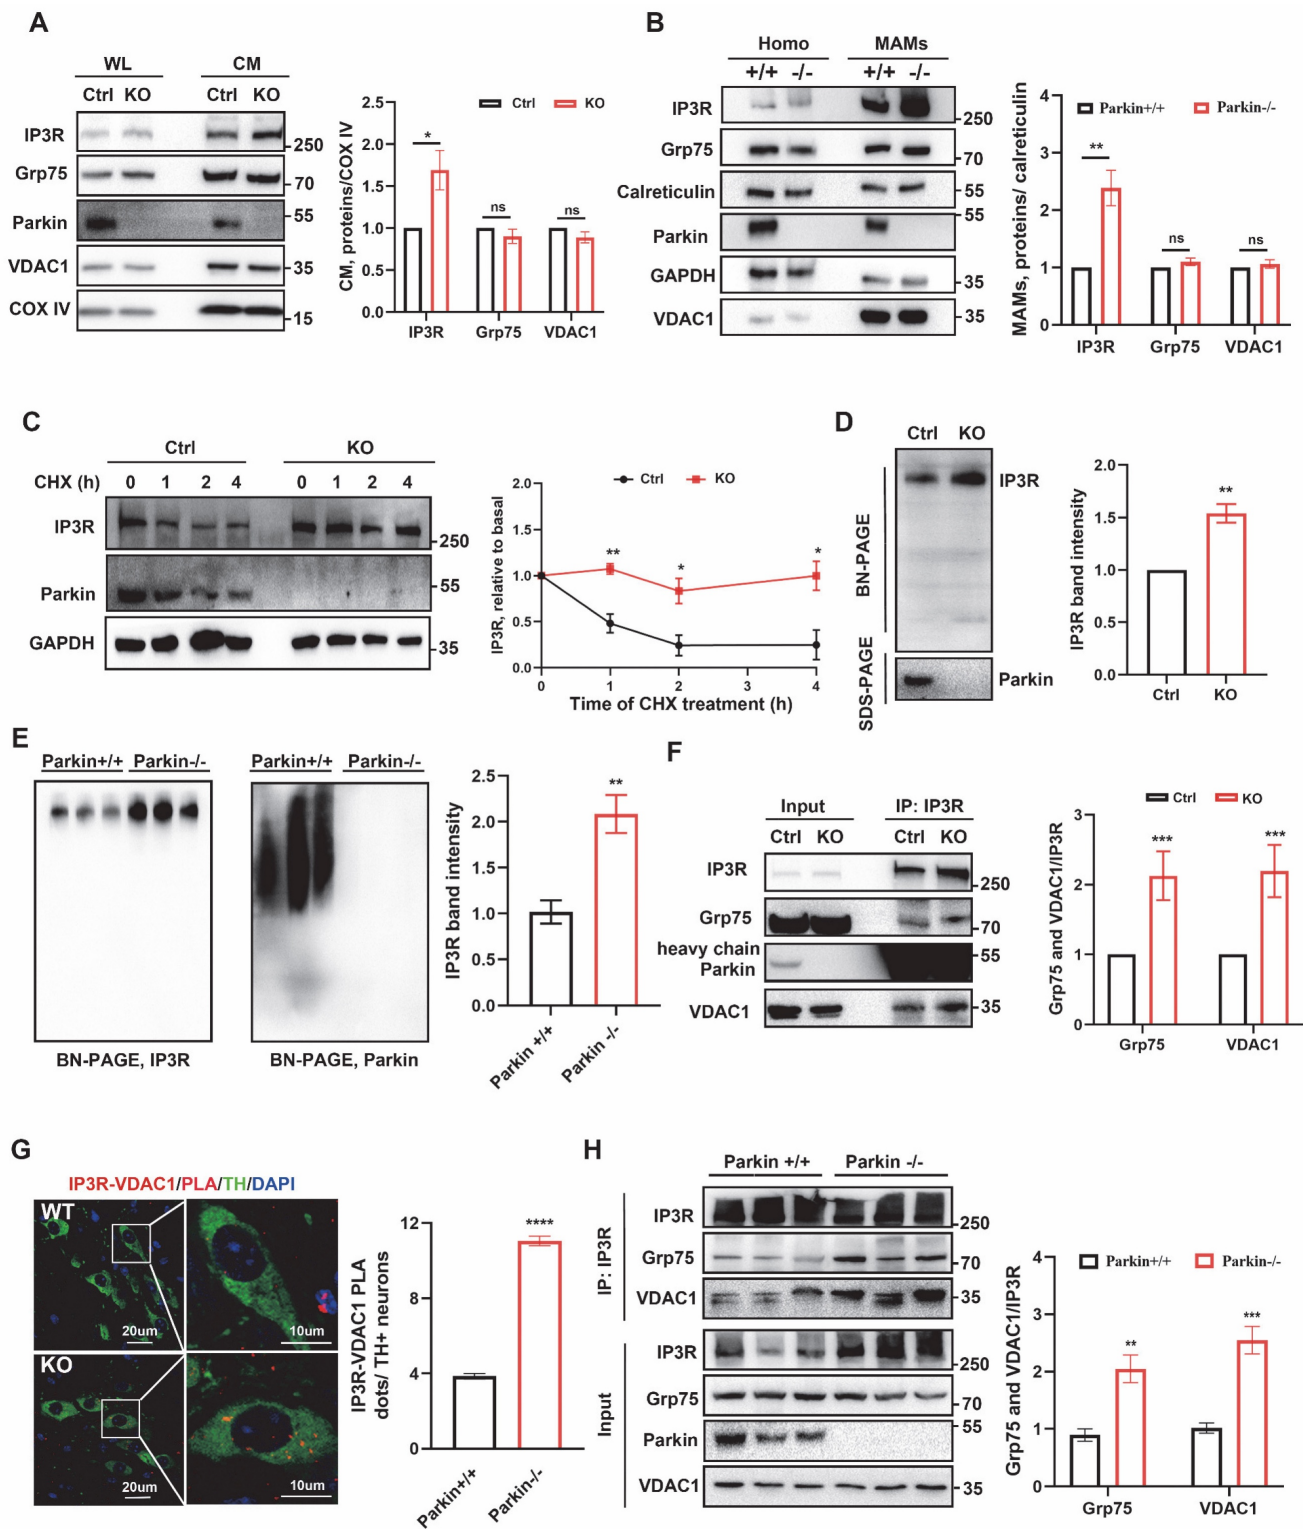 A
WL CM
Ctrl KO Ctrl KO
IP3R
250
Grp75
70
Parkin
55
VDAC1
35
COX IV
15
CM, proteins/COX IV
2.5
2.0
1.5
1.0
0.5
0.0
Ctrl KO
* ns ns
IP3R Grp75 VDAC1
B
Homo MAMs
+/+ -/- +/+ -/-
IP3R
250
Grp75
70
Calreticulin
55
55
Parkin
GAPDH
35
VDAC1
35
MAMs, proteins/ calreticulin
4
3
2
1
0
Parkin+/+ Parkin-/-
** ns ns
IP3R Grp75 VDAC1
C
Ctrl KO
CHX (h) 0 1 2 4 0 1 2 4
IP3R
250
Parkin
55
GAPDH
35
IP3R, relative to basal
2.0
1.5
1.0
0.5
0.0
Ctrl KO
** * *
0 1 2 3 4
Time of CHX treatment (h)
D
Ctrl KO
BN-PAGE
IP3R
SDS-PAGE
Parkin
IP3R band intensity
2.0
1.5
1.0
0.5
0.0
**
Ctrl KO
E
Parkin+/+ Parkin-/-
BN-PAGE, IP3R
Parkin+/+ Parkin-/-
BN-PAGE, Parkin
IP3R band intensity
2.5
2.0
1.5
1.0
0.5
0.0
**
Parkin +/+ Parkin -/-
F
Input IP: IP3R
Ctrl KO Ctrl KO
IP3R
250
Grp75
70
heavy chain
55
Parkin
VDAC1
35
Grp75 and VDAC1/IP3R
3
2
1
0
Ctrl KO
*** ***
Grp75 VDAC1
G
IP3R-VDAC1/PLA/TH/DAPI
WT
20um 10um
KO
20um 10um
IP3R-VDAC1 PLA
dots/ TH+ neurons
12
8
4
0
****
Parkin+/+ Parkin-/-
H
Parkin +/+ Parkin -/-
IP: IP3R
IP3R
250
Grp75
70
VDAC1
35
Input
IP3R
250
Grp75
70
55
Parkin
VDAC1
35
Grp75 and VDAC1/IP3R
4
3
2
1
0
Parkin+/+ Parkin-/-
** ***
Grp75 VDAC1